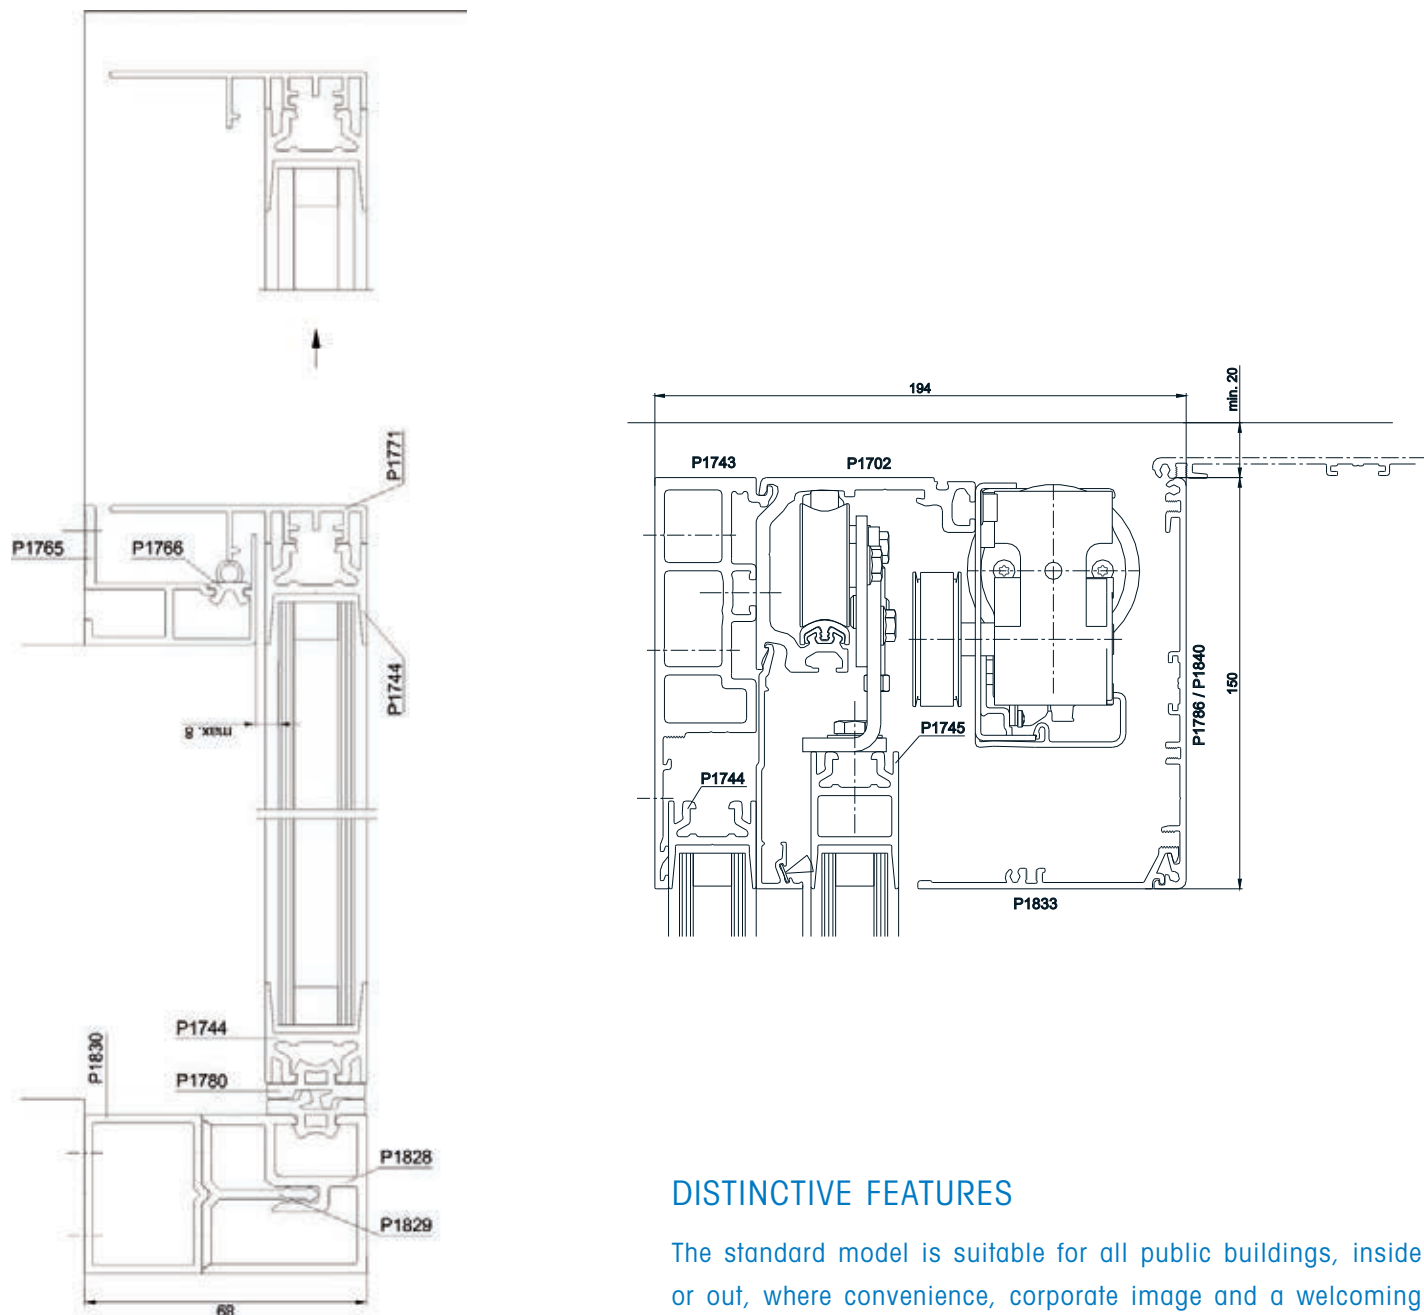 P1771
P1765
P1766
P1744
max. 8
P1744
P1830
P1780
P1828
P1829
68
194
min. 20
P1743
P1702
P1786 / P1840
150
P1745
P1744
P1833
DISTINCTIVE FEATURES
The standard model is suitable for all public buildings, inside
or out, where convenience, corporate image and a welcoming